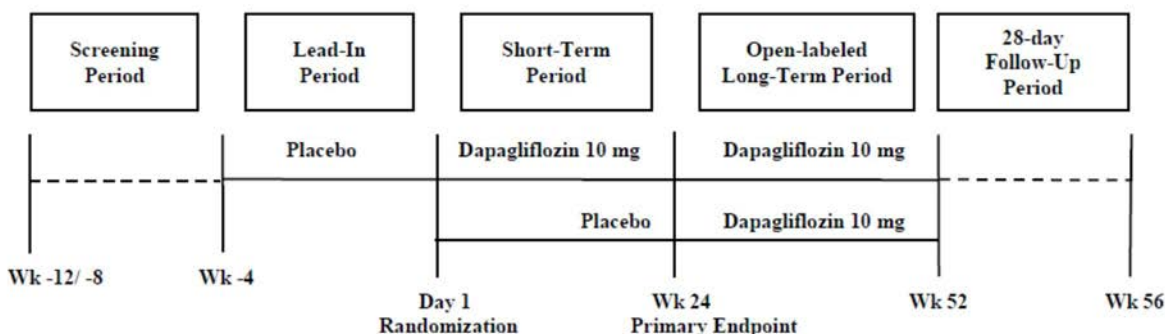 Screening
Period
Lead-In
Period
Short-Term
Period
Open-labeled
Long-Term Period
28-day
Follow-Up
Period
Placebo
Dapagliflozin 10 mg
Dapagliflozin 10 mg
Placebo
Dapagliflozin 10 mg
Wk -12/ -8
Wk -4
Day 1
Randomization
Wk 24
Primary Endpoint
Wk 52
Wk 56